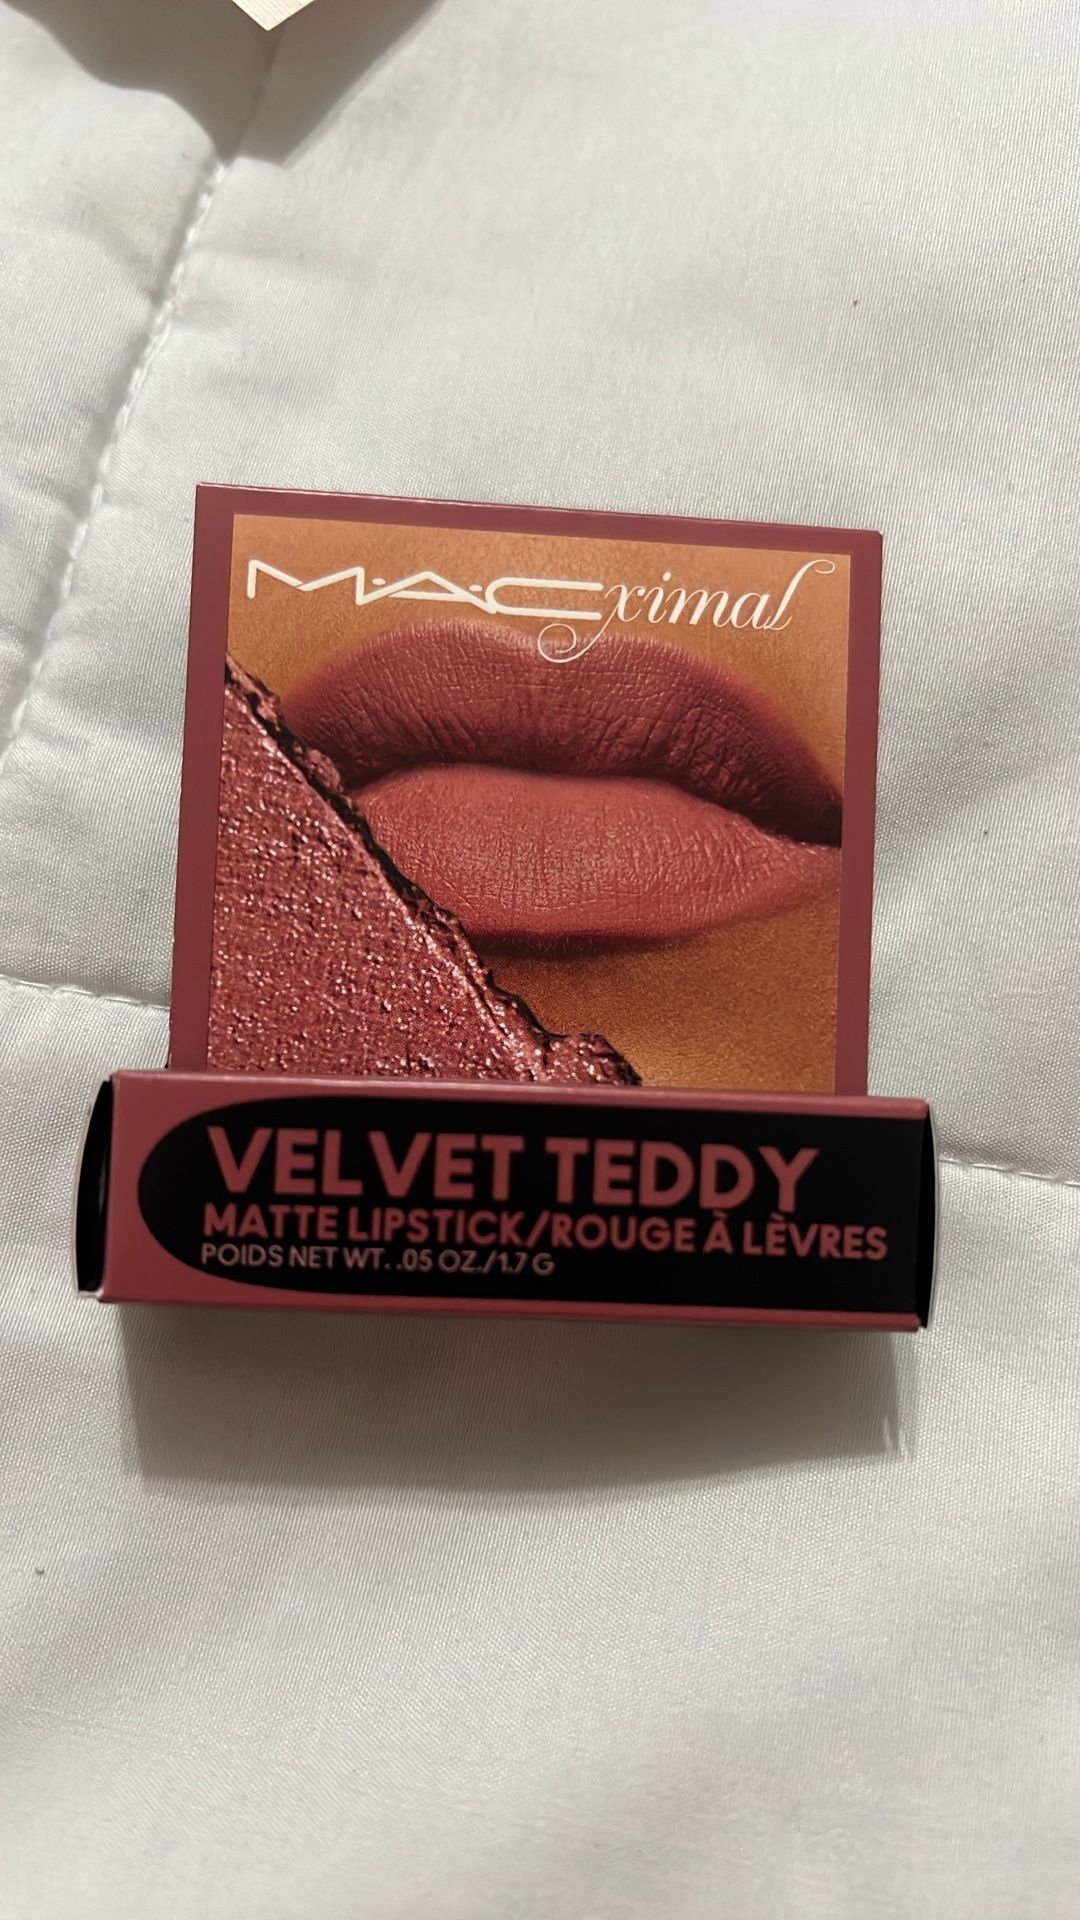 M·A·Cximal
VELVET TEDDY
MATTE LIPSTICK/ROUGE À LÈVRES
POIDS NET WT. .05 OZ./1.7 G